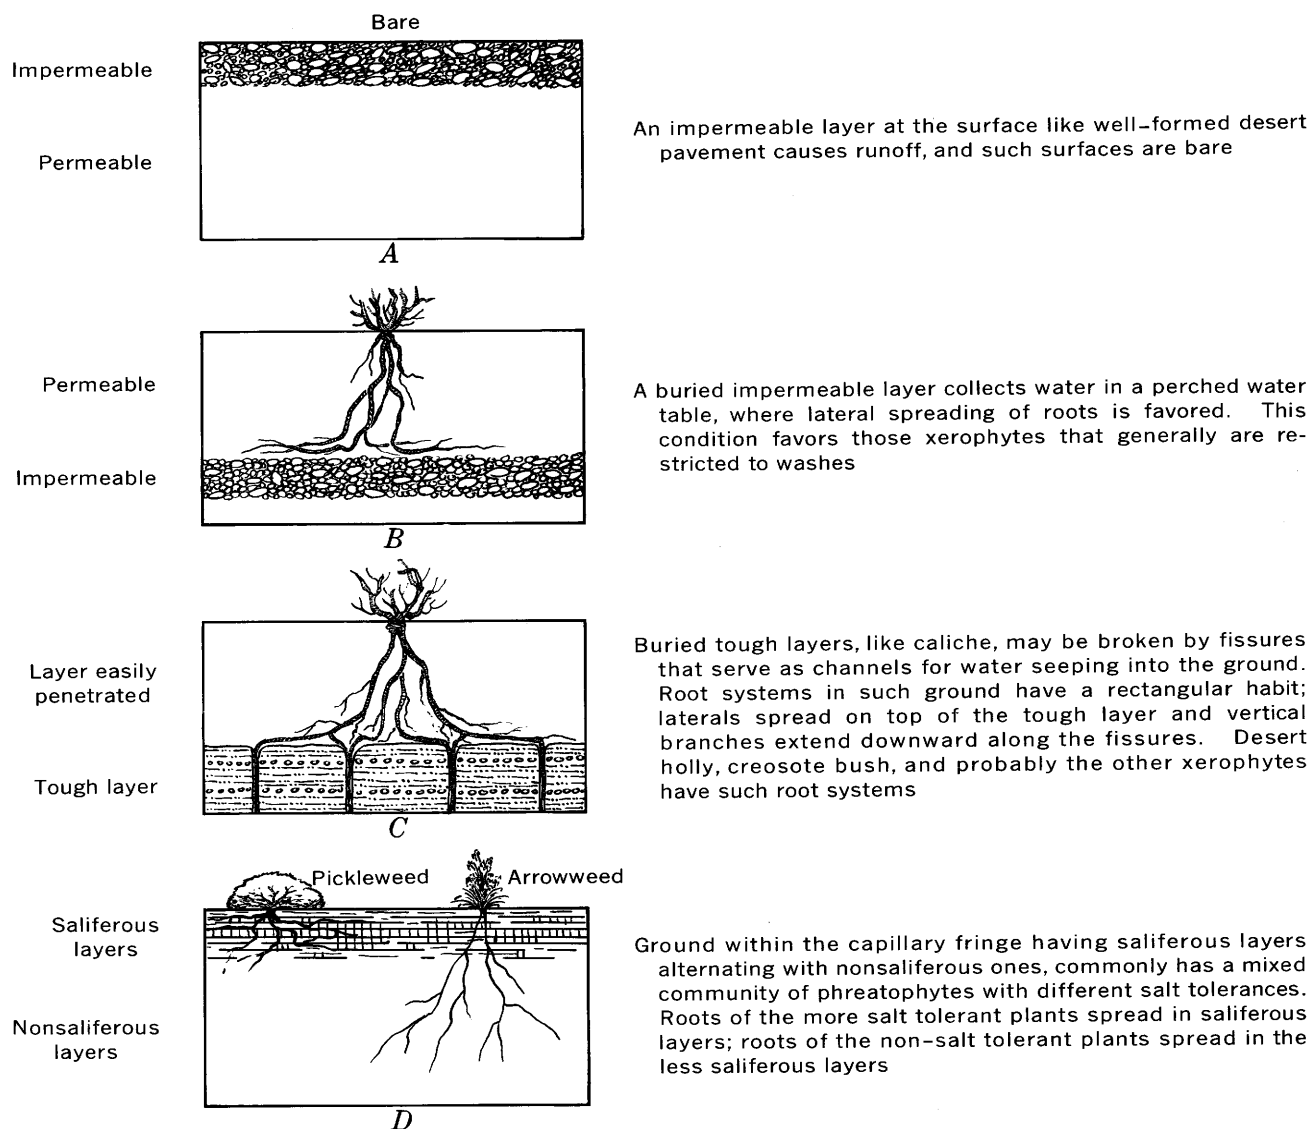 Bare
Impermeable
Permeable
An impermeable layer at the surface like well-formed desert
pavement causes runoff, and such surfaces are bare
A
Permeable
Impermeable
A buried impermeable layer collects water in a perched water
table, where lateral spreading of roots is favored. This
condition favors those xerophytes that generally are re-
stricted to washes
B
Layer easily
penetrated
Tough layer
Buried tough layers, like caliche, may be broken by fissures
that serve as channels for water seeping into the ground.
Root systems in such ground have a rectangular habit;
laterals spread on top of the tough layer and vertical
branches extend downward along the fissures. Desert
holly, creosote bush, and probably the other xerophytes
have such root systems
C
Pickleweed
Arrowweed
Saliferous
layers
Nonsaliferous
layers
Ground within the capillary fringe having saliferous layers
alternating with nonsaliferous ones, commonly has a mixed
community of phreatophytes with different salt tolerances.
Roots of the more salt tolerant plants spread in saliferous
layers; roots of the non-salt tolerant plants spread in the
less saliferous layers
D